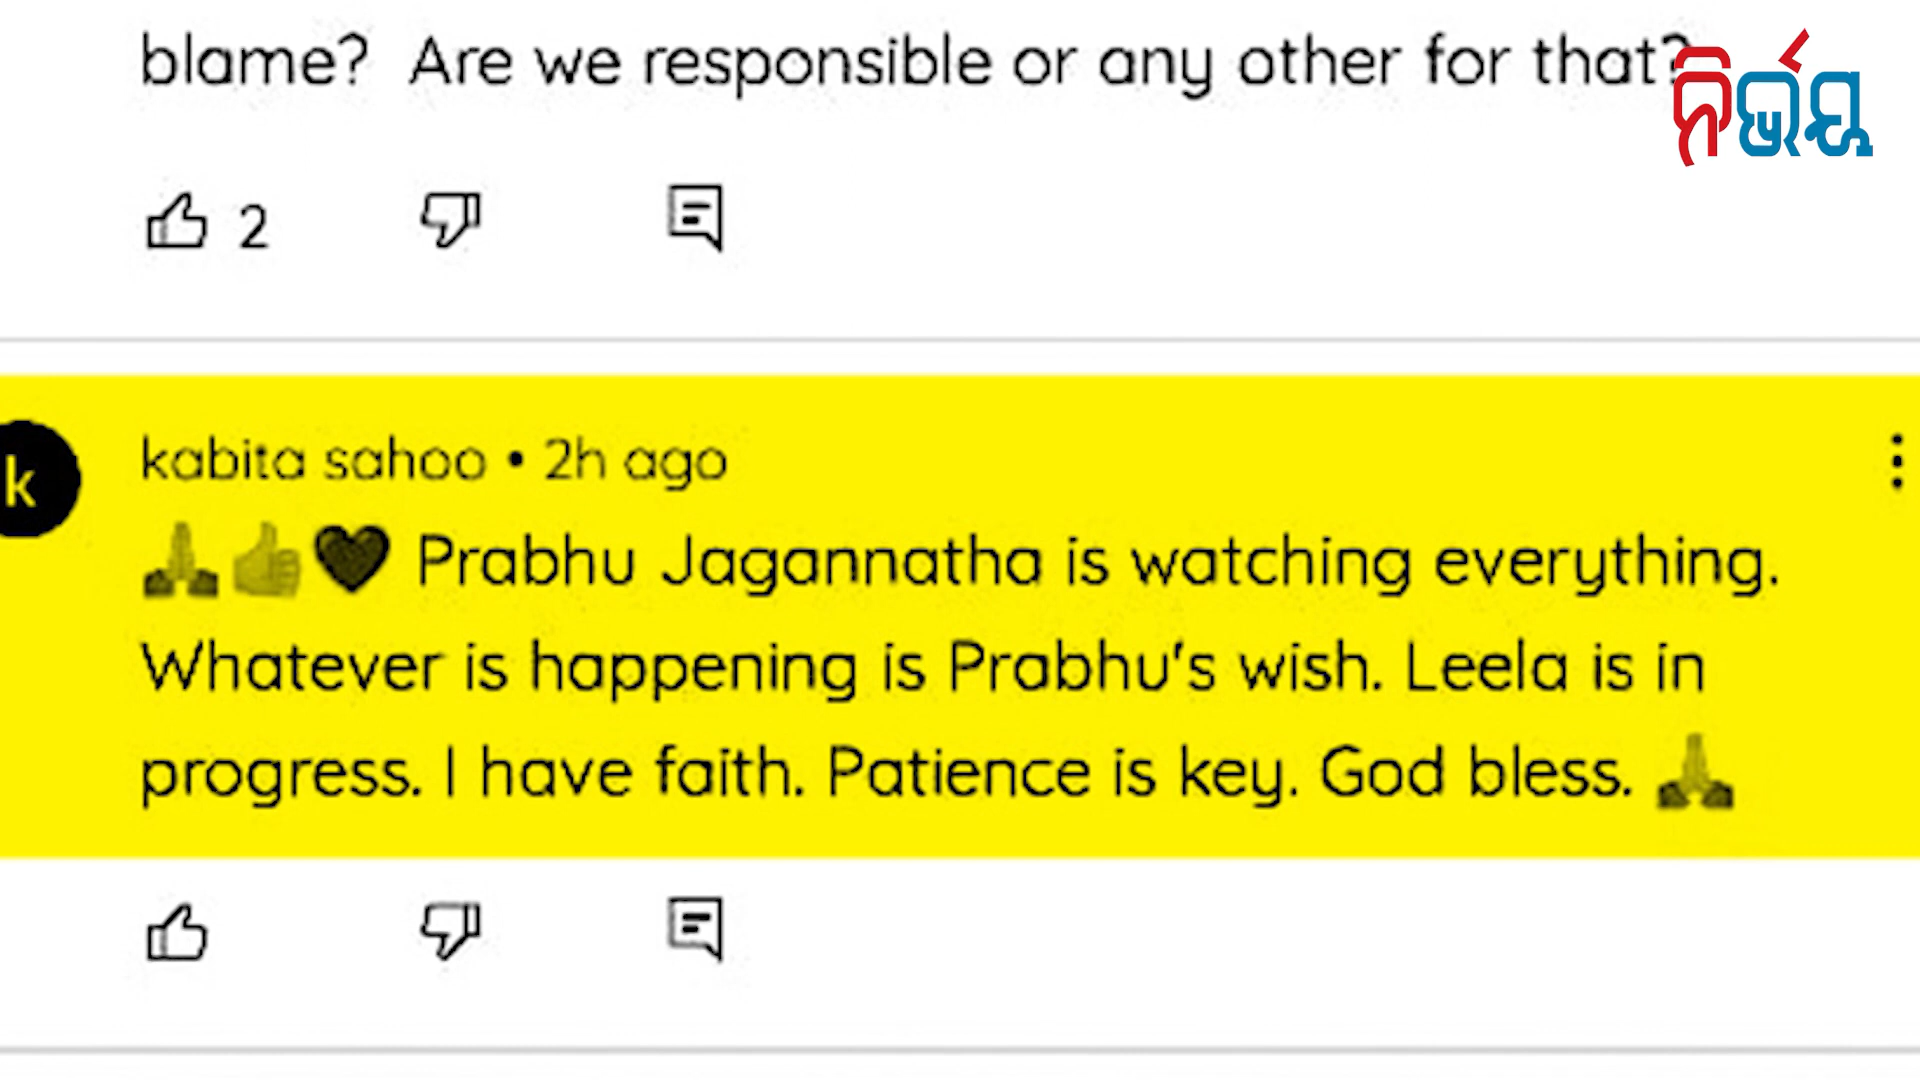 blame? Are we responsible or any other for that?
ନିର୍ଭୟ
2
k
kabita sahoo • 2h ago
🙏👍🖤 Prabhu Jagannatha is watching everything.
Whatever is happening is Prabhu's wish. Leela is in
progress. I have faith. Patience is key. God bless. 🙏